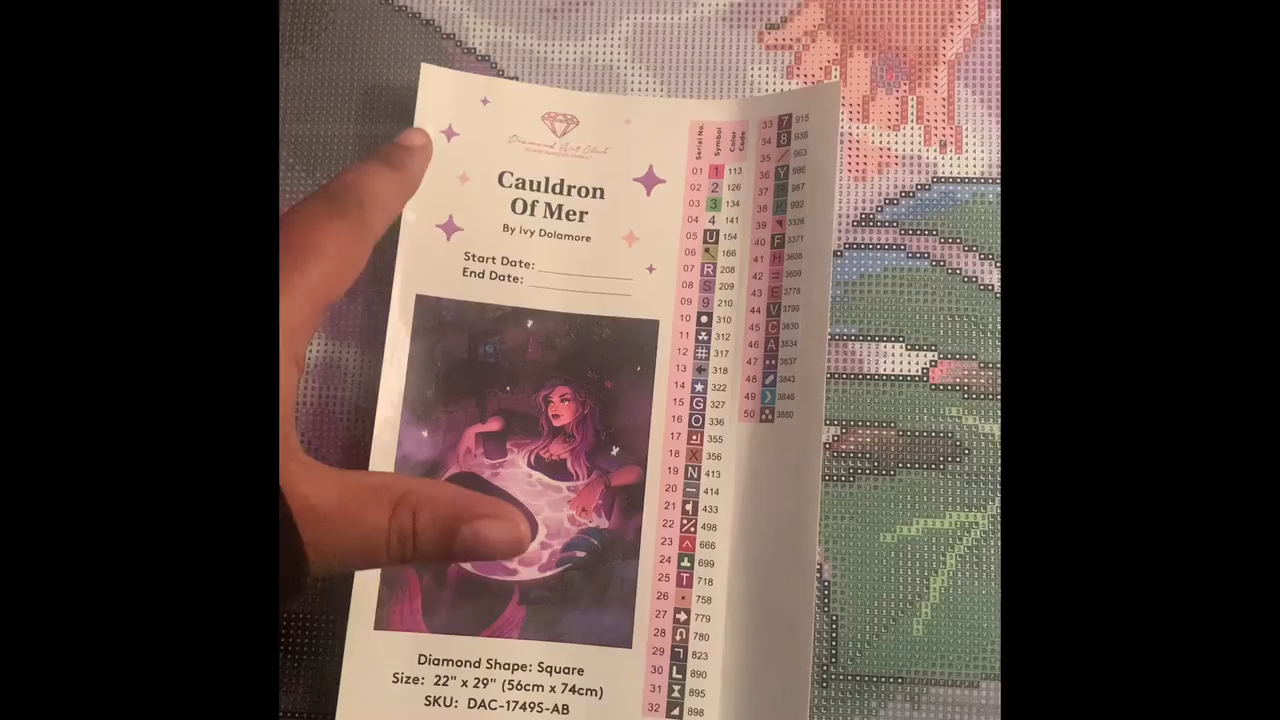 Diamond Art Club
Cauldron
Of Mer
By Ivy Dolamore
Start Date:
End Date:
Diamond Shape: Square
Size: 22" x 29" (56cm x 74cm)
SKU: DAC-1749S-AB
Serial No. Symbol Color Code
01 1 113
02 2 126
03 3 134
04 4 141
05 U 154
06 166
07 R 208
08 S 209
09 9 210
10 310
11 312
12 # 317
13 ← 318
14 ★ 322
15 G 327
16 O 336
17 355
18 X 356
19 N 413
20 – 414
21 433
22 % 498
23 ^ 666
24 699
25 T 718
26 ▪ 758
27 → 779
28 780
29 ¬ 823
30 L 890
31 895
32 898
33 7 915
34 8 938
35 / 963
36 Y 986
37 P 987
38 K 992
39 3326
40 F 3371
41 H 3608
42 = 3609
43 E 3778
44 V 3799
45 C 3830
46 A 3834
47 3837
48 3843
49 3846
50 3860